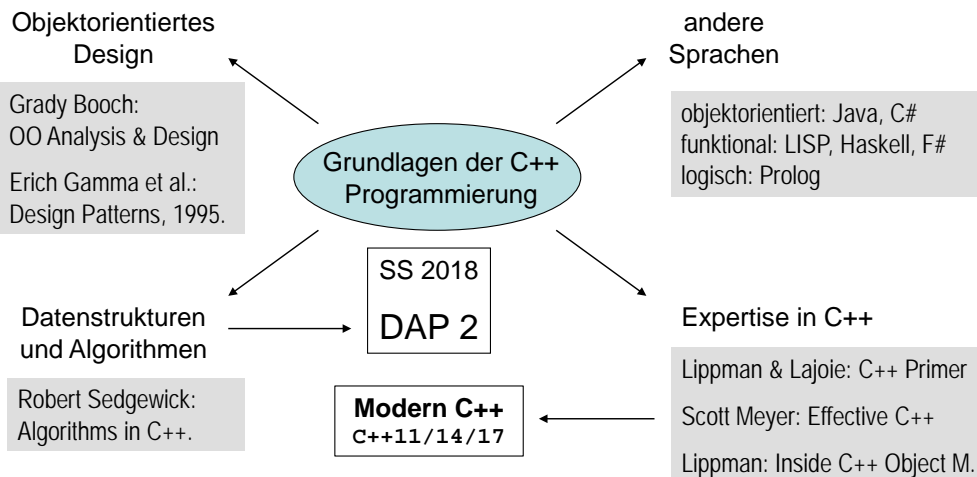 Objektorientiertes
Design
Grady Booch:
OO Analysis & Design
Erich Gamma et al.:
Design Patterns, 1995.
andere
Sprachen
objektorientiert: Java, C#
funktional: LISP, Haskell, F#
logisch: Prolog
Grundlagen der C++
Programmierung
SS 2018
DAP 2
Datenstrukturen
und Algorithmen
Robert Sedgewick:
Algorithms in C++.
Modern C++
C++11/14/17
Expertise in C++
Lippman & Lajoie: C++ Primer
Scott Meyer: Effective C++
Lippman: Inside C++ Object M.